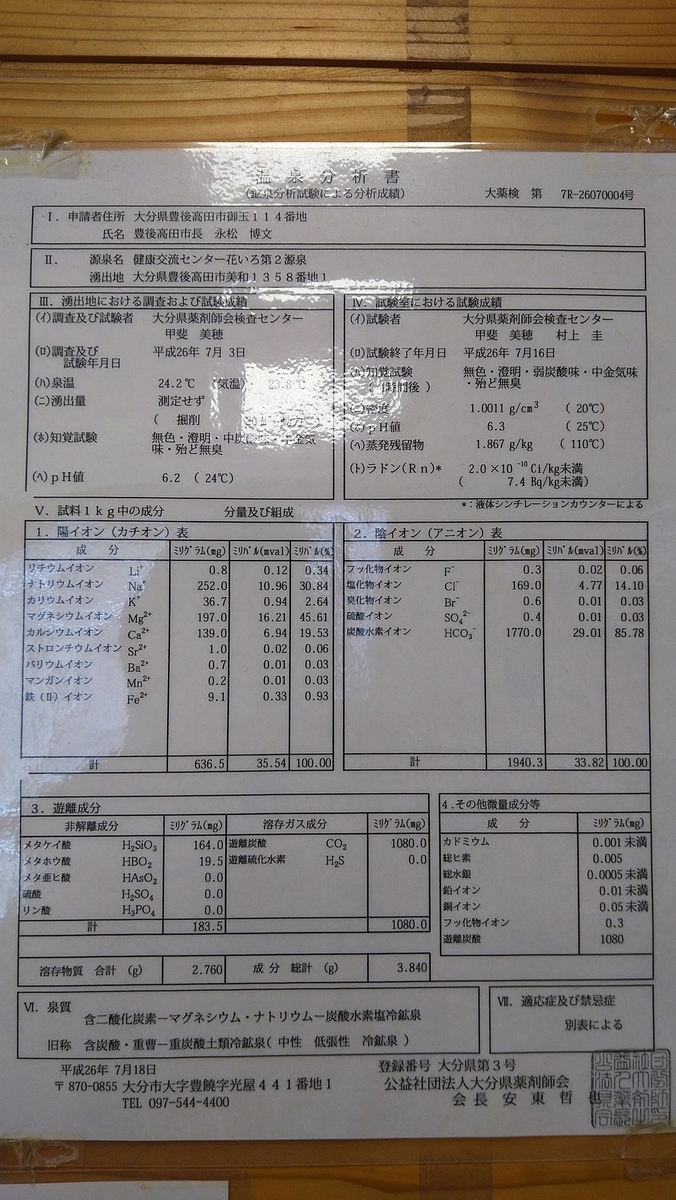 温泉分析書
（鉱泉分析試験による分析成績）
大薬検 第 7R-26070004号
Ⅰ．申請者住所 大分県豊後高田市御玉１１４番地
氏名 豊後高田市長 永松 博文
Ⅱ． 源泉名 健康交流センター花いろ第２源泉
湧出地 大分県豊後高田市美和１３５８番地１
Ⅲ．湧出地における調査および試験成績
(ｲ)調査及び試験者 大分県薬剤師会検査センター
甲斐 美穂
(ﾛ)調査及び
試験年月日 平成26年 7月 3日
(ﾊ)泉温 24.2℃ (気温) 23.8℃
(ﾆ)湧出量 測定せず
( 掘削
(ﾎ)知覚試験 無色・澄明・中炭酸味・中金気
味・殆ど無臭
(ﾍ)ｐＨ値 6.2 ( 24℃)
Ⅳ．試験室における試験成績
(ｲ)試験者 大分県薬剤師会検査センター
甲斐 美穂 村上 圭
(ﾛ)試験終了年月日 平成26年 7月16日
(ﾊ)知覚試験 無色・澄明・弱炭酸味・中金気味
時間後 ) ・殆ど無臭
(ﾆ)密度 1.0011 g/cm³ ( 20℃)
(ﾎ)ｐＨ値 6.3 ( 25℃)
(ﾍ)蒸発残留物 1.867 g/kg ( 110℃)
(ﾄ)ラドン(Ｒｎ)* 2.0×10⁻¹⁰ Ci/kg未満
( 7.4 Bq/kg未満)
*：液体シンチレーションカウンターによる
Ⅴ．試料１ｋｇ中の成分 分量及び組成
1．陽イオン（カチオン）表
成 分 ﾐﾘｸﾞﾗﾑ(mg) ﾐﾘﾊﾞﾙ(mval) ﾐﾘﾊﾞﾙ(%)
リチウムイオン Li⁺ 0.8 0.12 0.34
ナトリウムイオン Na⁺ 252.0 10.96 30.84
カリウムイオン K⁺ 36.7 0.94 2.64
マグネシウムイオン Mg²⁺ 197.0 16.21 45.61
カルシウムイオン Ca²⁺ 139.0 6.94 19.53
ストロンチウムイオン Sr²⁺ 1.0 0.02 0.06
バリウムイオン Ba²⁺ 0.7 0.01 0.03
マンガンイオン Mn²⁺ 0.2 0.01 0.03
鉄(Ⅱ)イオン Fe²⁺ 9.1 0.33 0.93
計 636.5 35.54 100.00
2．陰イオン（アニオン）表
成 分 ﾐﾘｸﾞﾗﾑ(mg) ﾐﾘﾊﾞﾙ(mval) ﾐﾘﾊﾞﾙ(%)
フッ化物イオン F⁻ 0.3 0.02 0.06
塩化物イオン Cl⁻ 169.0 4.77 14.10
臭化物イオン Br⁻ 0.6 0.01 0.03
硫酸イオン SO₄²⁻ 0.4 0.01 0.03
炭酸水素イオン HCO₃⁻ 1770.0 29.01 85.78
計 1940.3 33.82 100.00
3．遊離成分
非解離成分 ﾐﾘｸﾞﾗﾑ(mg) 溶存ガス成分 ﾐﾘｸﾞﾗﾑ(mg)
メタケイ酸 H₂SiO₃ 164.0 遊離炭酸 CO₂ 1080.0
メタホウ酸 HBO₂ 19.5 遊離硫化水素 H₂S 0.0
メタ亜ヒ酸 HAsO₂ 0.0
硫酸 H₂SO₄ 0.0
リン酸 H₃PO₄ 0.0
計 183.5 1080.0
4．その他微量成分等
成 分 ﾐﾘｸﾞﾗﾑ(mg)
カドミウム 0.001 未満
総ヒ素 0.005
総水銀 0.0005 未満
鉛イオン 0.01 未満
銅イオン 0.05 未満
フッ化物イオン 0.3
遊離炭酸 1080
溶存物質 合計 (g) 2.760 成 分 総計 (g) 3.840
Ⅵ．泉質
含二酸化炭素−マグネシウム・ナトリウム−炭酸水素塩冷鉱泉
旧称 含炭酸・重曹−重炭酸土類冷鉱泉( 中性 低張性 冷鉱泉 )
Ⅶ．適応症及び禁忌症
別表による
平成26年 7月18日 登録番号 大分県第３号
〒870-0855 大分市大字豊饒字光屋４４１番地１ 公益社団法人大分県薬剤師会
TEL 097-544-4400 会 長 安 東 哲 也